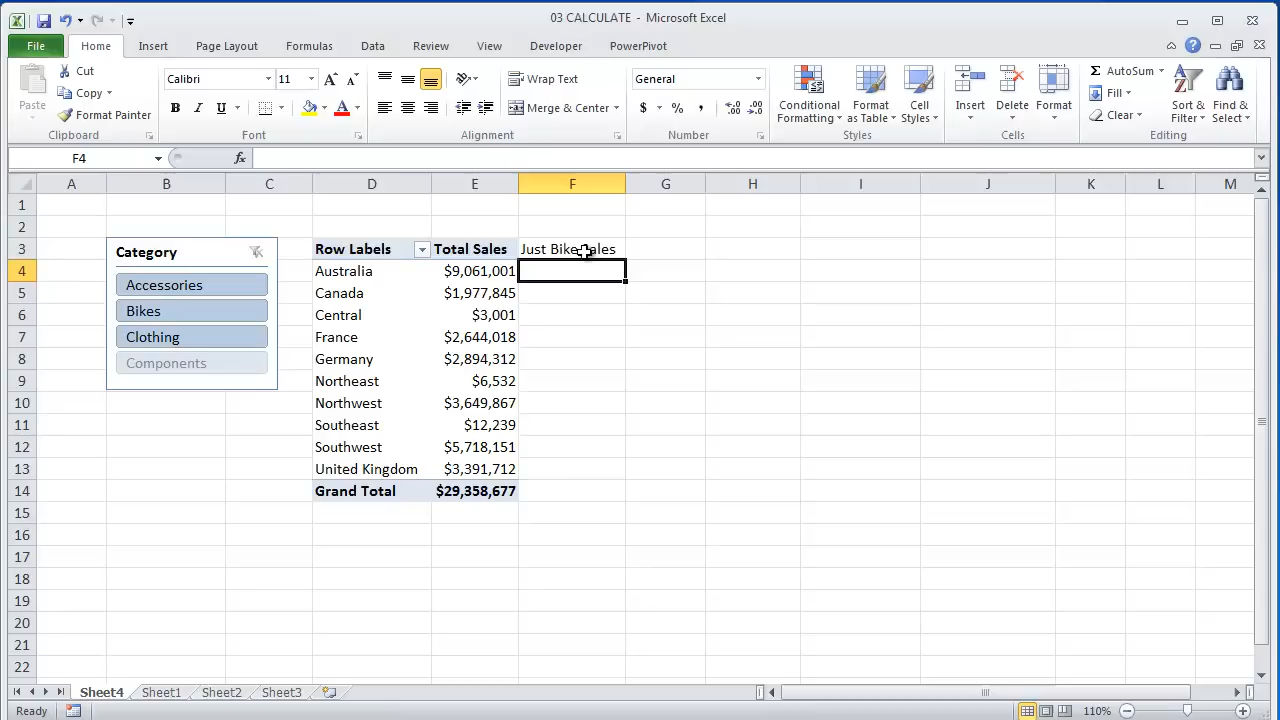 03 CALCULATE - Microsoft Excel
File Home Insert Page Layout Formulas Data Review View Developer PowerPivot
Paste
Cut
Copy
Format Painter
Clipboard
Calibri 11
B I U
Font
Wrap Text
Merge & Center
Alignment
General
$ % ,
Number
Conditional Formatting
Format as Table
Cell Styles
Styles
Insert Delete Format
Cells
AutoSum
Fill
Clear
Sort & Filter
Find & Select
Editing
F4 fx
A B C D E F G H I J K L M
1
2
3 Row Labels Total Sales Just Bike Sales
4 Australia $9,061,001
5 Canada $1,977,845
6 Central $3,001
7 France $2,644,018
8 Germany $2,894,312
9 Northeast $6,532
10 Northwest $3,649,867
11 Southeast $12,239
12 Southwest $5,718,151
13 United Kingdom $3,391,712
14 Grand Total $29,358,677
15
16
17
18
19
20
21
22
Category
Accessories
Bikes
Clothing
Components
Sheet4 Sheet1 Sheet2 Sheet3
Ready 110%